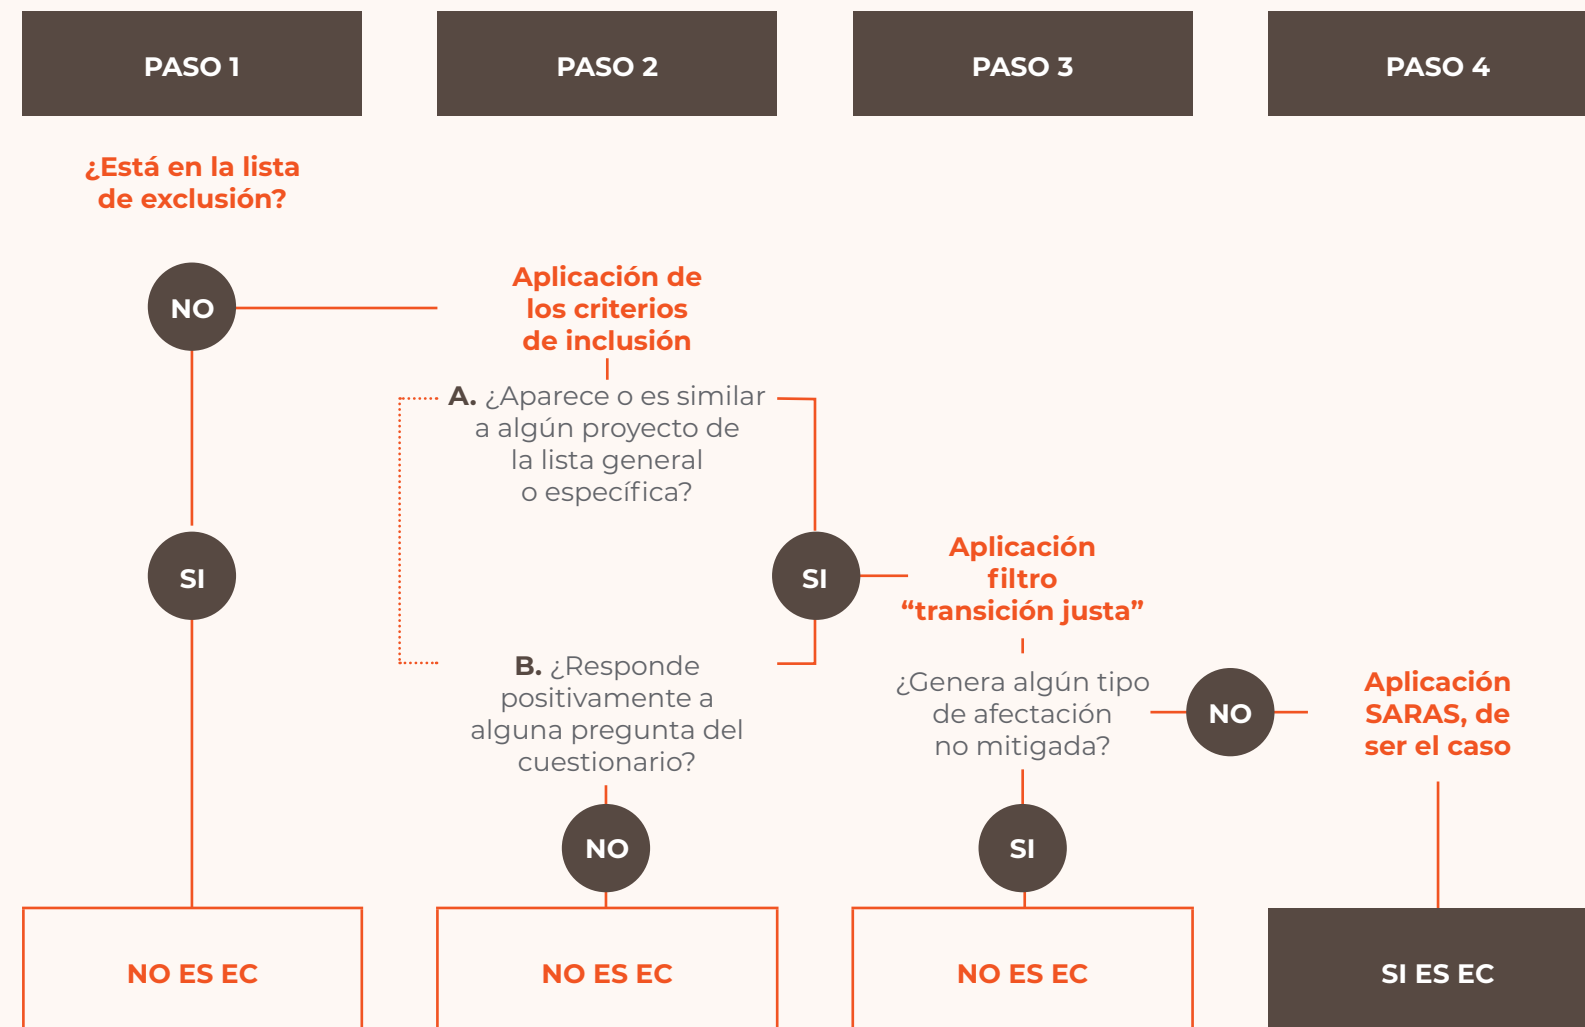 PASO 1
PASO 2
PASO 3
PASO 4
¿Está en la lista
de exclusión?
NO
SI
NO ES EC
Aplicación de
los criterios
de inclusión
A. ¿Aparece o es similar
a algún proyecto de
la lista general
o específica?
SI
B. ¿Responde
positivamente a
alguna pregunta del
cuestionario?
NO
NO ES EC
Aplicación
filtro
“transición justa”
¿Genera algún tipo
de afectación
no mitigada?
NO
SI
NO ES EC
Aplicación
SARAS, de
ser el caso
SI ES EC